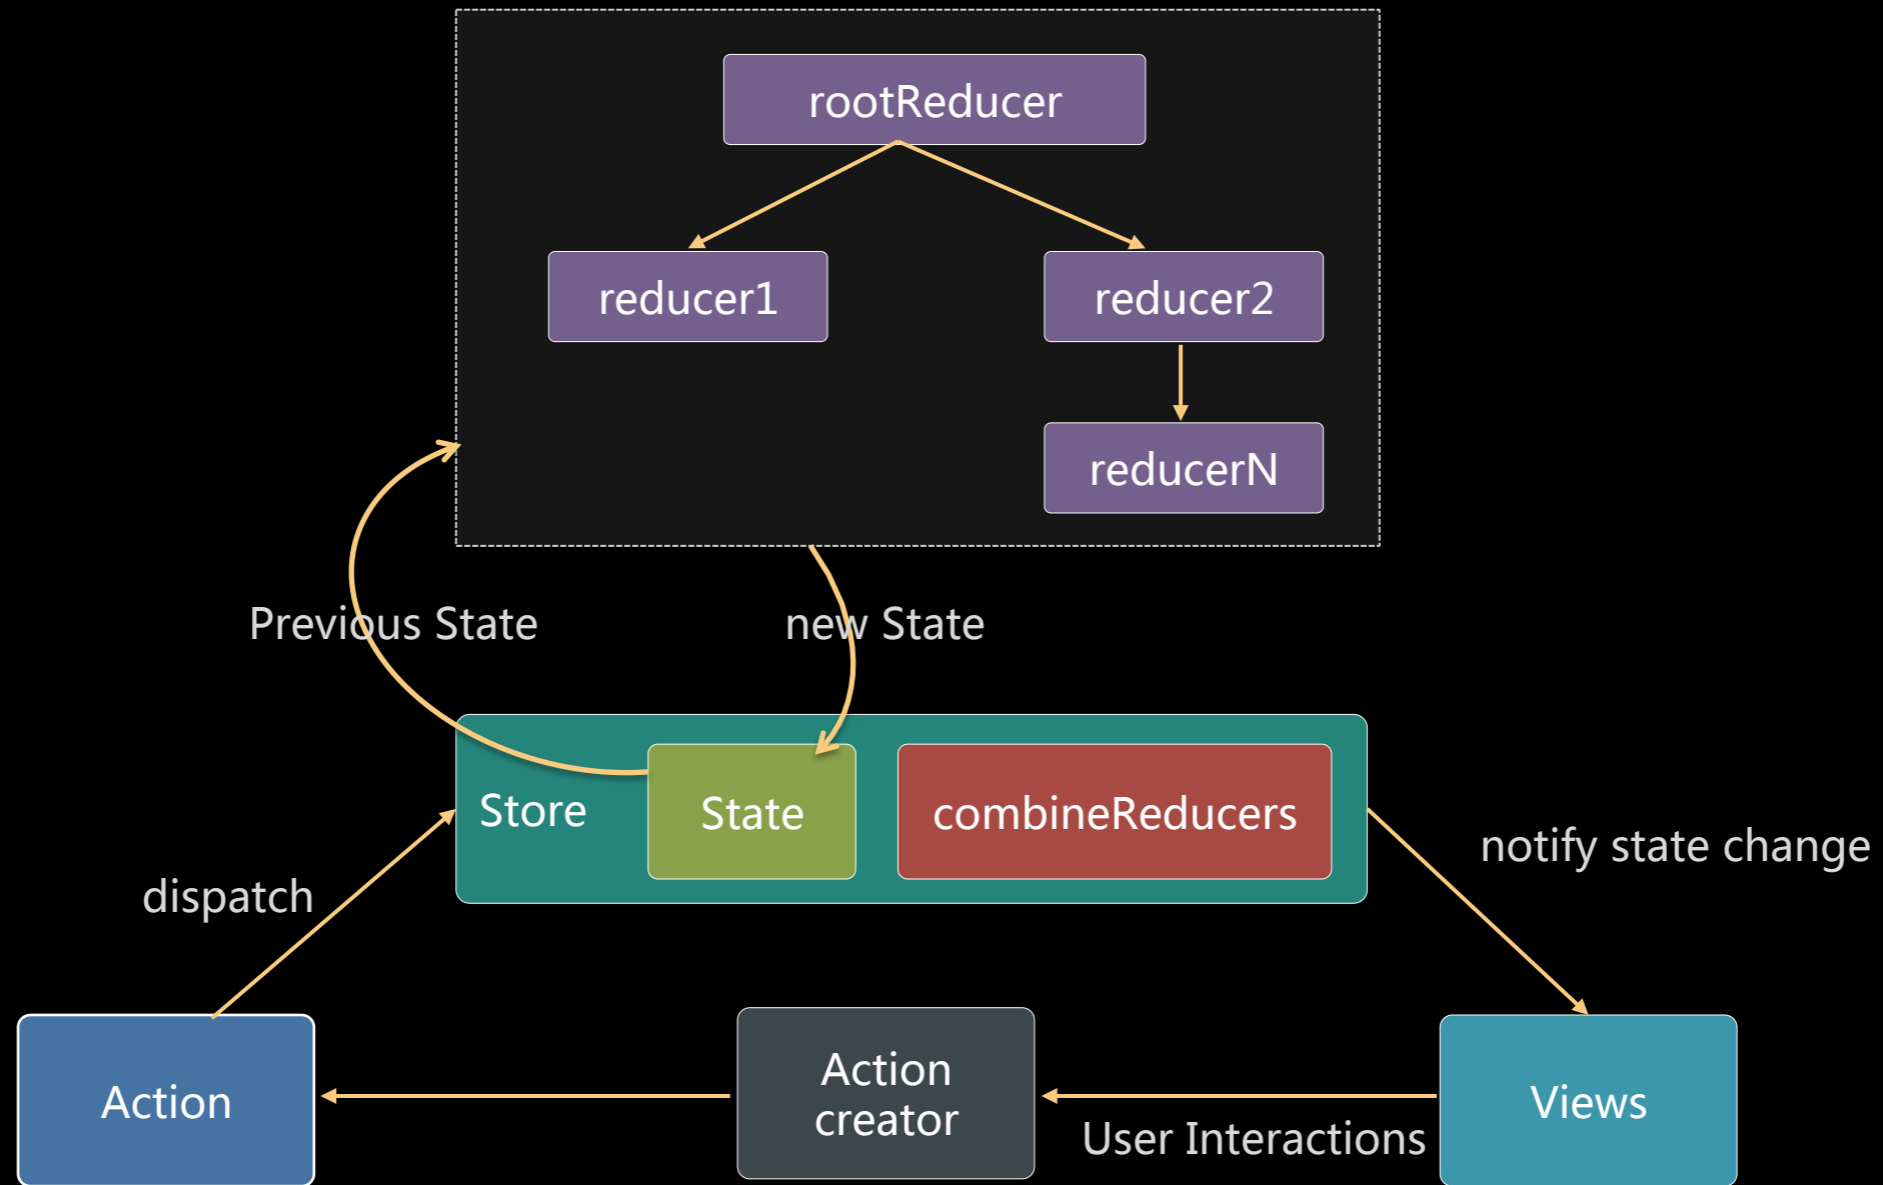 rootReducer
reducer1
reducer2
reducerN
Previous State
new State
Store
State
combineReducers
notify state change
dispatch
Action
Action
creator
User Interactions
Views